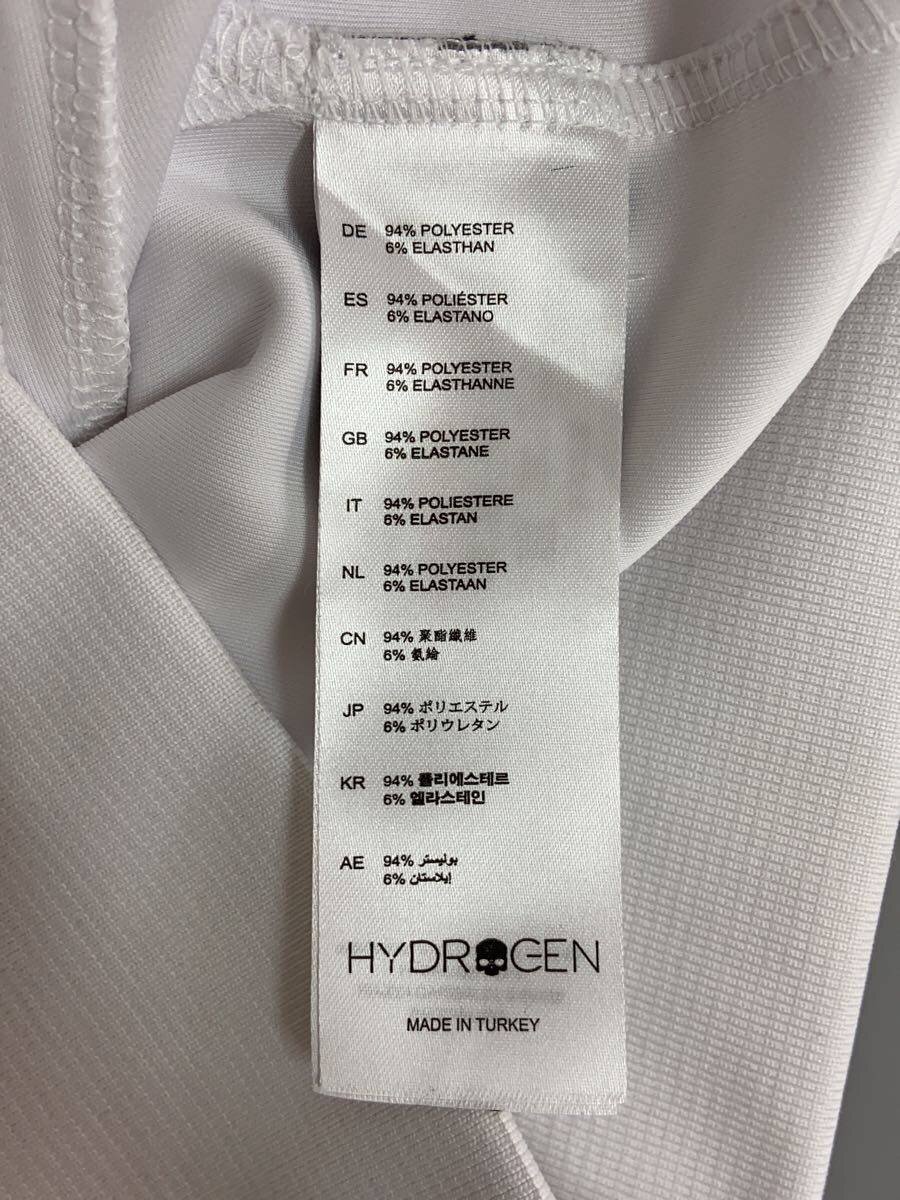 DE 94% POLYESTER
6% ELASTHAN
ES 94% POLIÉSTER
6% ELASTANO
FR 94% POLYESTER
6% ELASTHANNE
GB 94% POLYESTER
6% ELASTANE
IT 94% POLIESTERE
6% ELASTAN
NL 94% POLYESTER
6% ELASTAAN
CN 94% 聚酯纖維
6% 氨綸
JP 94% ポリエステル
6% ポリウレタン
KR 94% 폴리에스테르
6% 엘라스테인
AE 94% بوليستر
6% إيلاستان
HYDROGEN
MADE IN TURKEY